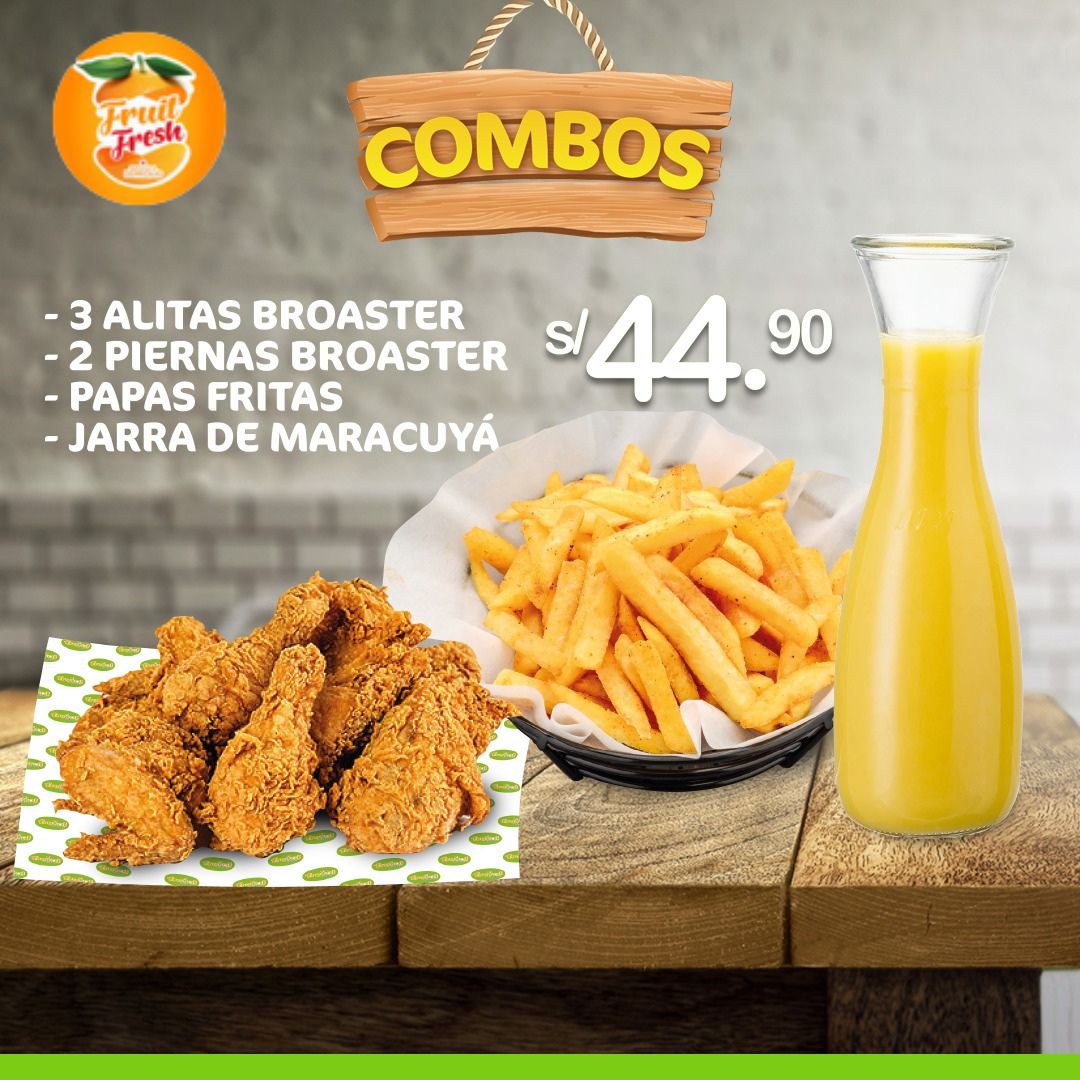 Fruit
Fresh
COMBOS
- 3 ALITAS BROASTER
- 2 PIERNAS BROASTER
- PAPAS FRITAS
- JARRA DE MARACUYÁ
s/44.90